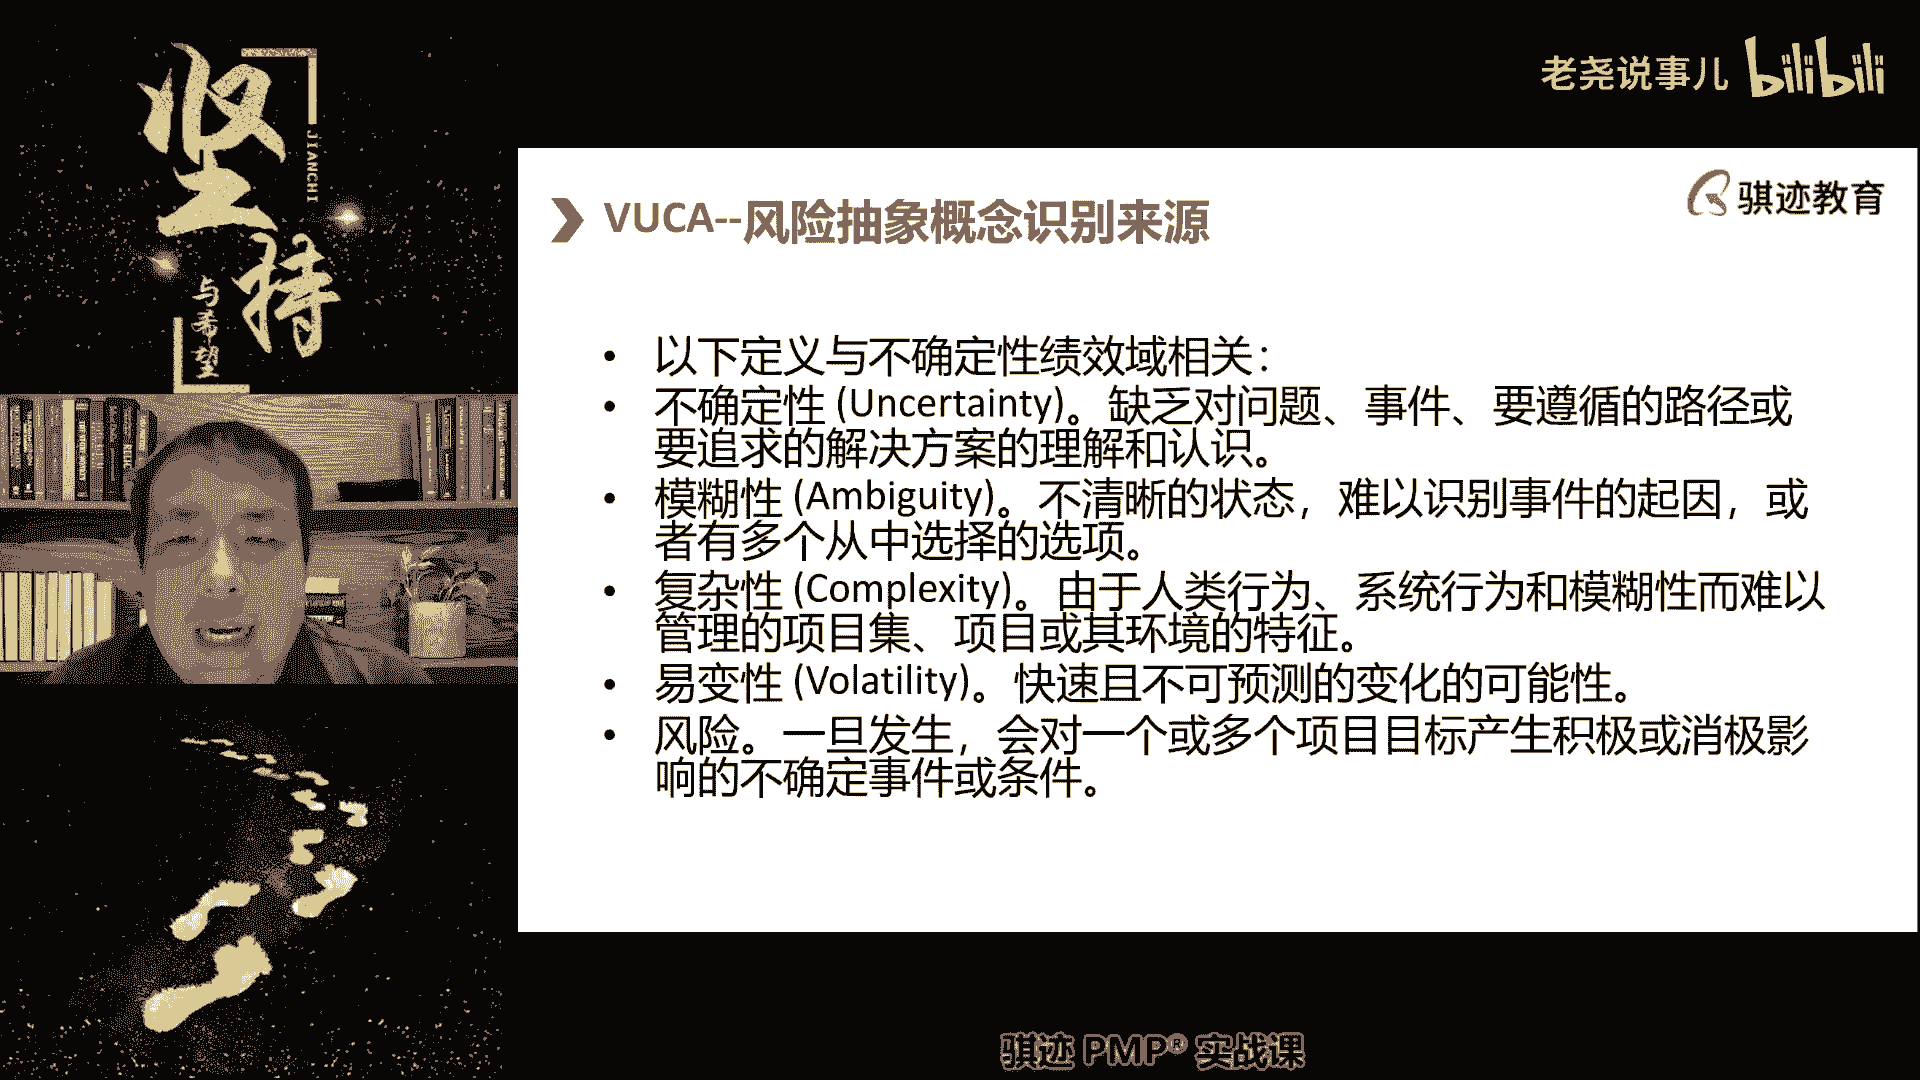 坚持
JIANCHI
与希望
老尧说事儿 bilibili
骐迹教育
VUCA--风险抽象概念识别来源
• 以下定义与不确定性绩效域相关：
• 不确定性 (Uncertainty)。缺乏对问题、事件、要遵循的路径或
要追求的解决方案的理解和认识。
• 模糊性 (Ambiguity)。不清晰的状态，难以识别事件的起因，或
者有多个从中选择的选项。
• 复杂性 (Complexity)。由于人类行为、系统行为和模糊性而难以
管理的项目集、项目或其环境的特征。
• 易变性 (Volatility)。快速且不可预测的变化的可能性。
• 风险。一旦发生，会对一个或多个项目目标产生积极或消极影
响的不确定事件或条件。
骐迹 PMP® 实战课